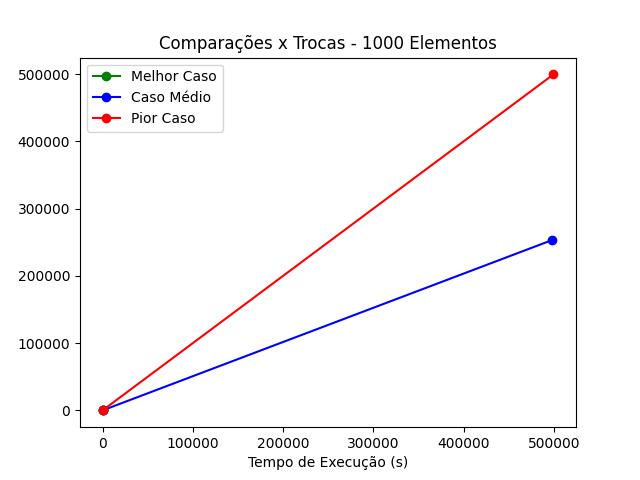 Comparações x Trocas - 1000 Elementos
Melhor Caso
Caso Médio
Pior Caso
500000
400000
300000
200000
100000
0
0 100000 200000 300000 400000 500000
Tempo de Execução (s)